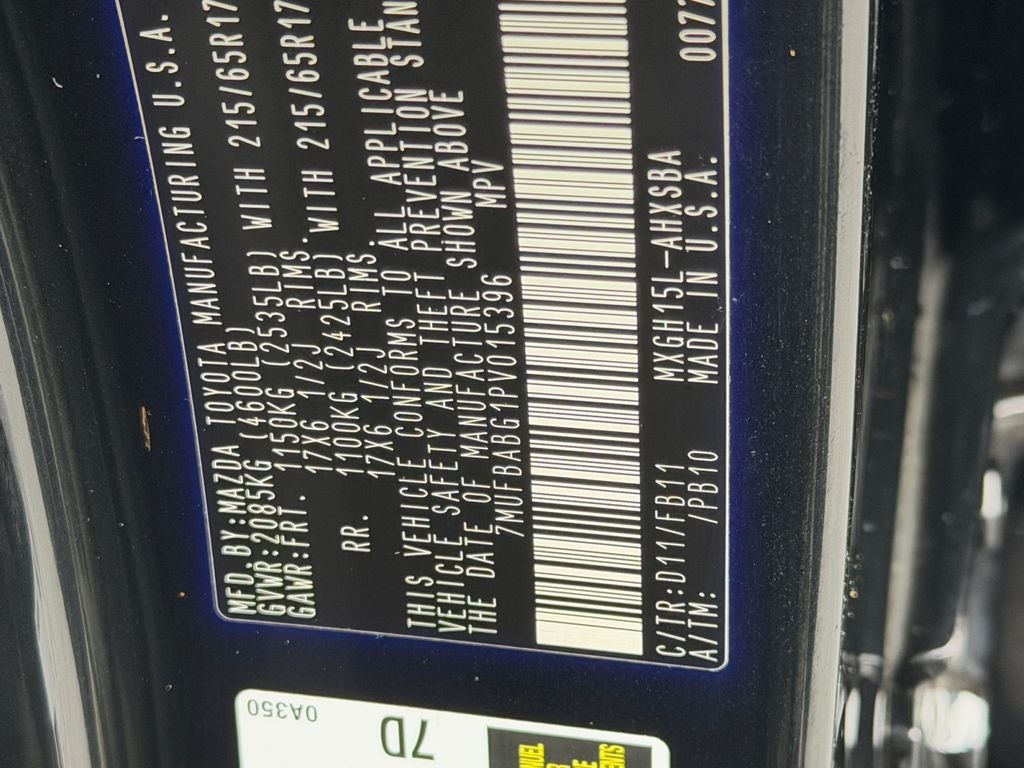 MFD.BY:MAZDA TOYOTA MANUFACTURING U.S.A.
GVWR:2085KG (4600LB)
GAWR:FRT. 1150KG (2535LB) WITH 215/65R17
17X6 1/2J RIMS.
RR. 1100KG (2425LB) WITH 215/65R17
17X6 1/2J RIMS.
THIS VEHICLE CONFORMS TO ALL APPLICABLE
VEHICLE SAFETY AND THEFT PREVENTION STAN
THE DATE OF MANUFACTURE SHOWN ABOVE
7MUFBABG1PV015396 MPV
C/TR:D11/FB11 MXGH15L-AHXSBA
A/TM: /PB10 MADE IN U.S.A.
0077
0A350
7D